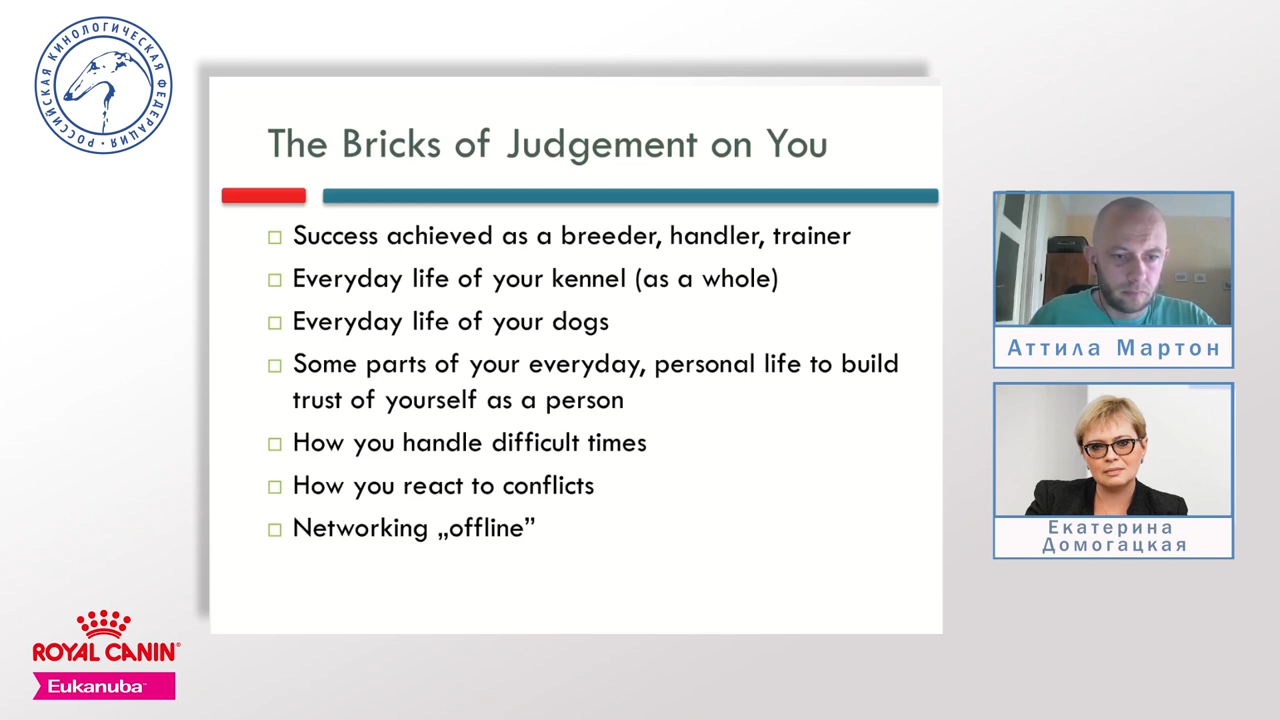 РОССИЙСКАЯ КИНОЛОГИЧЕСКАЯ ФЕДЕРАЦИЯ
The Bricks of Judgement on You
Success achieved as a breeder, handler, trainer
Everyday life of your kennel (as a whole)
Everyday life of your dogs
Some parts of your everyday, personal life to build
trust of yourself as a person
How you handle difficult times
How you react to conflicts
Networking „offline”
Аттила Мартон
Екатерина
Домогацкая
ROYAL CANIN®
Eukanuba™